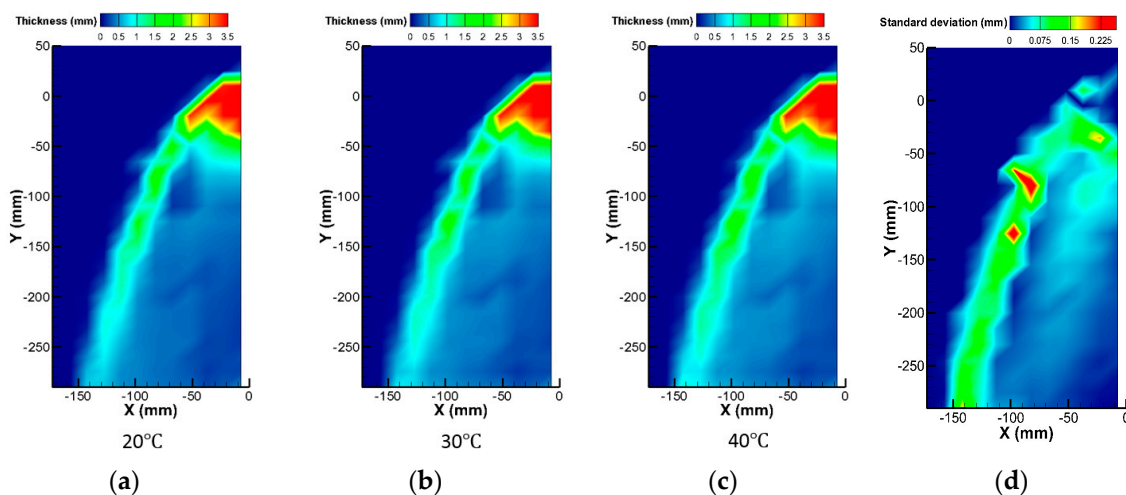 Thickness (mm)
0 0.5 1 1.5 2 2.5 3 3.5
50
0
-50
-100
-150
-200
-250
Y (mm)
-150 -100 -50 0
X (mm)
20℃
(a)
Thickness (mm)
0 0.5 1 1.5 2 2.5 3 3.5
50
0
-50
-100
-150
-200
-250
Y (mm)
-150 -100 -50 0
X (mm)
30℃
(b)
Thickness (mm)
0 0.5 1 1.5 2 2.5 3 3.5
50
0
-50
-100
-150
-200
-250
Y (mm)
-150 -100 -50 0
X (mm)
40℃
(c)
Standard deviation (mm)
0 0.075 0.15 0.225
50
0
-50
-100
-150
-200
-250
Y (mm)
-150 -100 -50 0
X (mm)
(d)